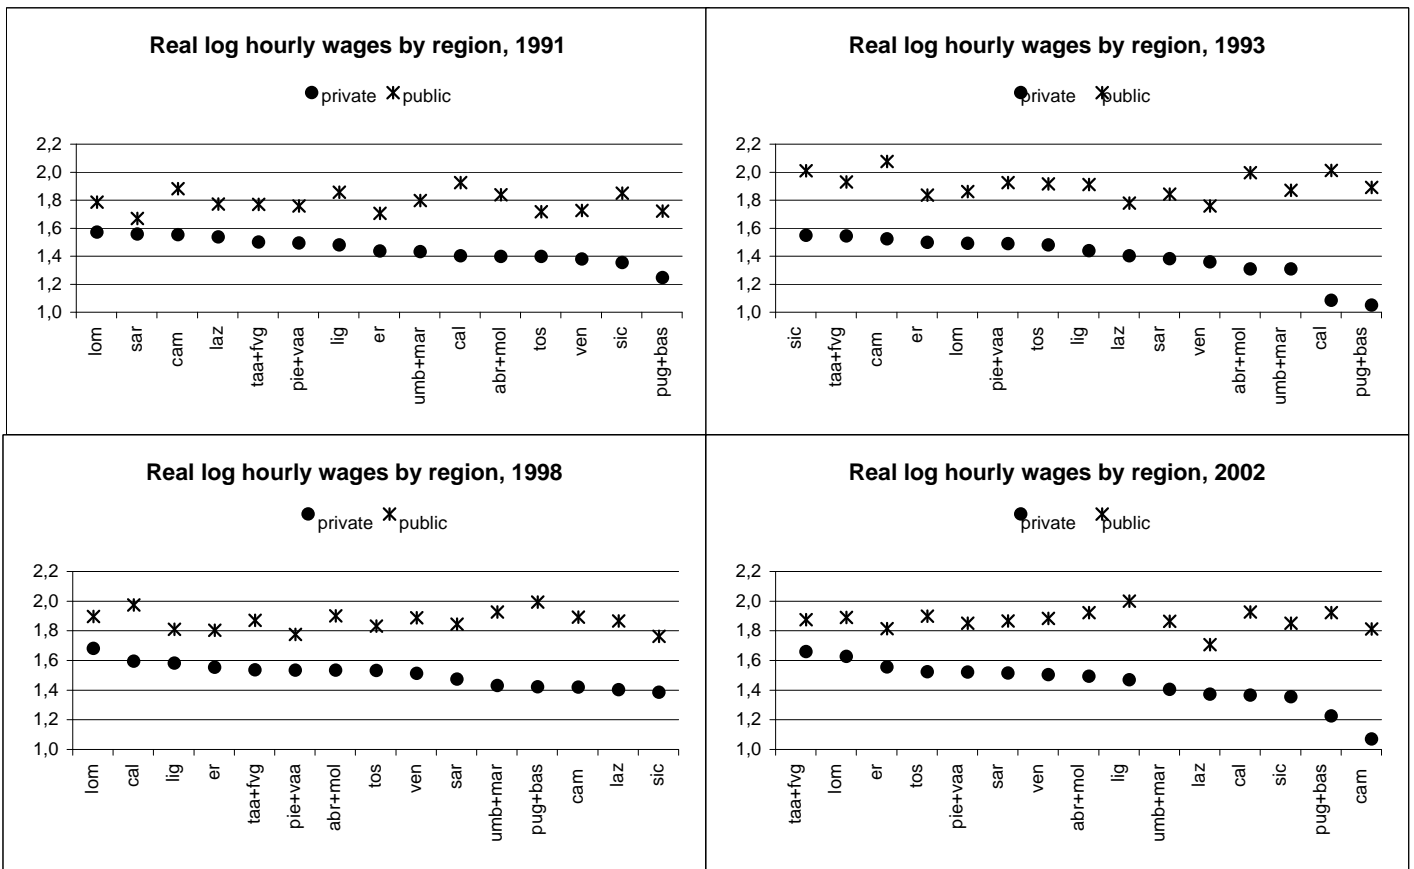 Real log hourly wages by region, 1991
private public
2,2
2,0
1,8
1,6
1,4
1,2
1,0
lom sar cam laz taa+fvg pie+vaa lig er umb+mar cal abr+mol tos ven sic pug+bas
Real log hourly wages by region, 1993
private public
2,2
2,0
1,8
1,6
1,4
1,2
1,0
sic taa+fvg cam er lom pie+vaa tos lig laz sar ven abr+mol umb+mar cal pug+bas
Real log hourly wages by region, 1998
private public
2,2
2,0
1,8
1,6
1,4
1,2
1,0
lom cal lig er taa+fvg pie+vaa abr+mol tos ven sar umb+mar pug+bas cam laz sic
Real log hourly wages by region, 2002
private public
2,2
2,0
1,8
1,6
1,4
1,2
1,0
taa+fvg lom er tos pie+vaa sar ven abr+mol lig umb+mar laz cal sic pug+bas cam